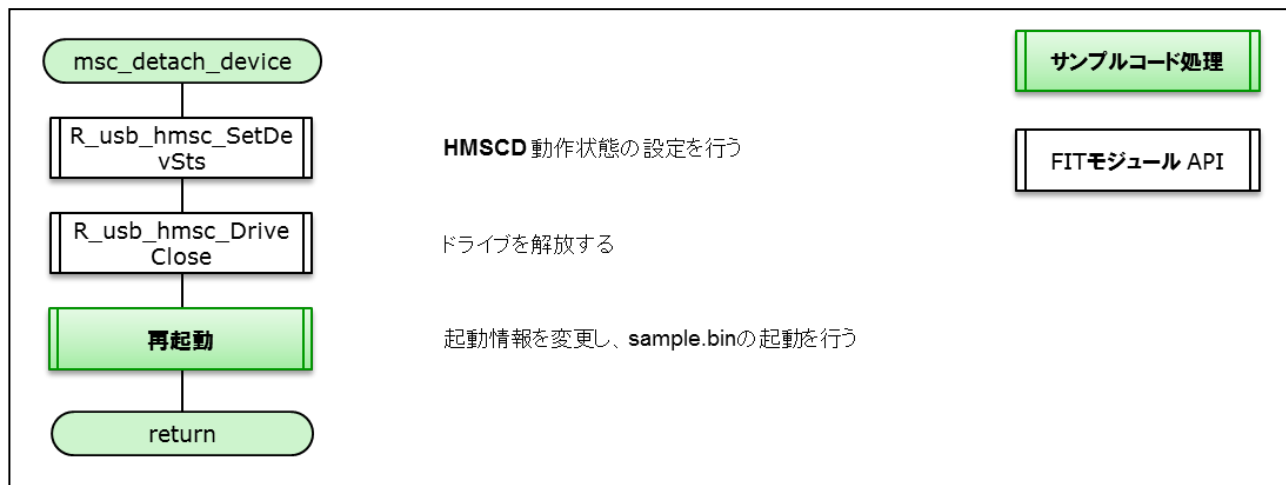 msc_detach_device
サンプルコード処理
R_usb_hmsc_SetDe
vSts
HMSCD 動作状態の設定を行う
FITモジュール API
R_usb_hmsc_Drive
Close
ドライブを解放する
再起動
起動情報を変更し、sample.binの起動を行う
return